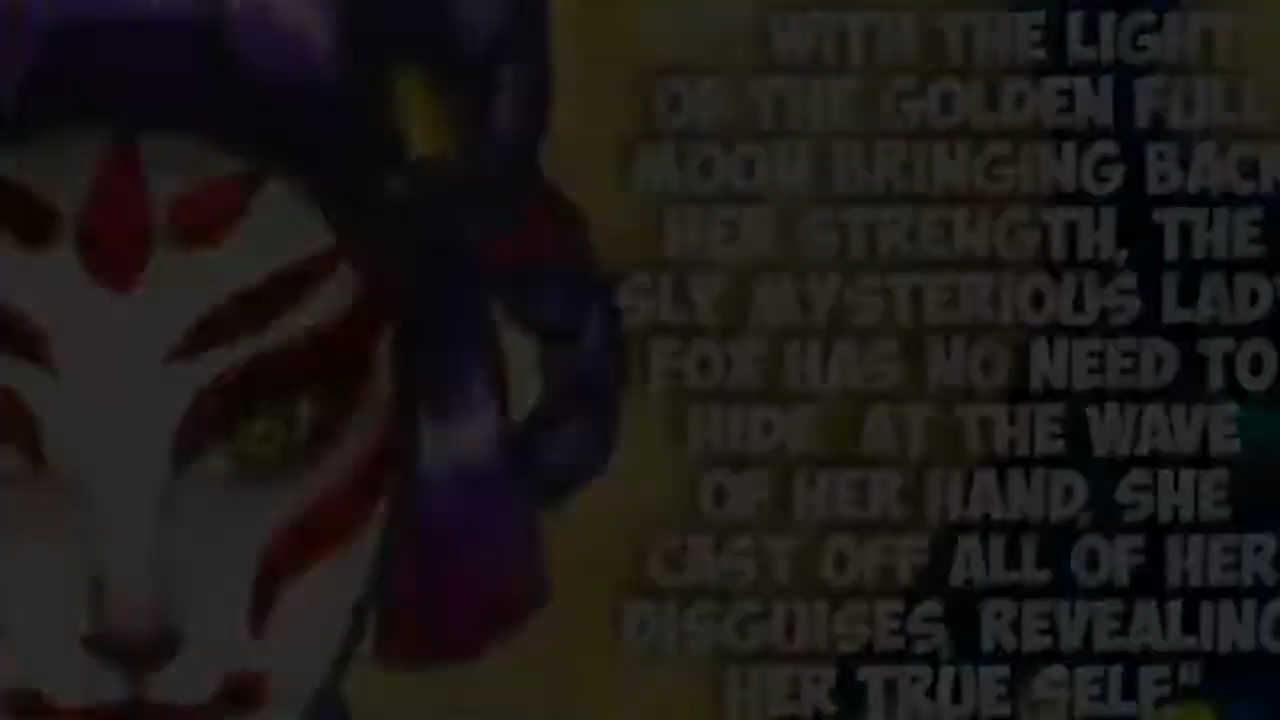 WITH THE LIGHT
OF THE GOLDEN FULL
MOON BRINGING BACK
HER STRENGTH, THE
SLY MYSTERIOUS LADY
FOX HAS NO NEED TO
HIDE. AT THE WAVE
OF HER HAND, SHE
CAST OFF ALL OF HER
DISGUISES, REVEALING
HER TRUE SELF."